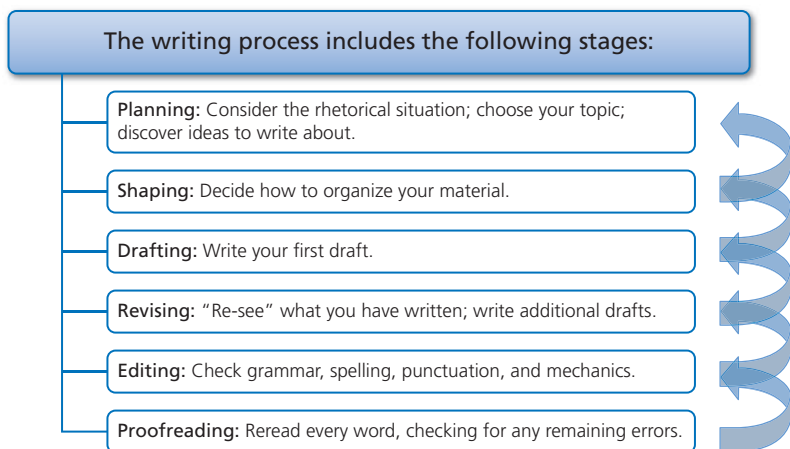 The writing process includes the following stages:
Planning: Consider the rhetorical situation; choose your topic;
discover ideas to write about.
Shaping: Decide how to organize your material.
Drafting: Write your first draft.
Revising: “Re-see” what you have written; write additional drafts.
Editing: Check grammar, spelling, punctuation, and mechanics.
Proofreading: Reread every word, checking for any remaining errors.